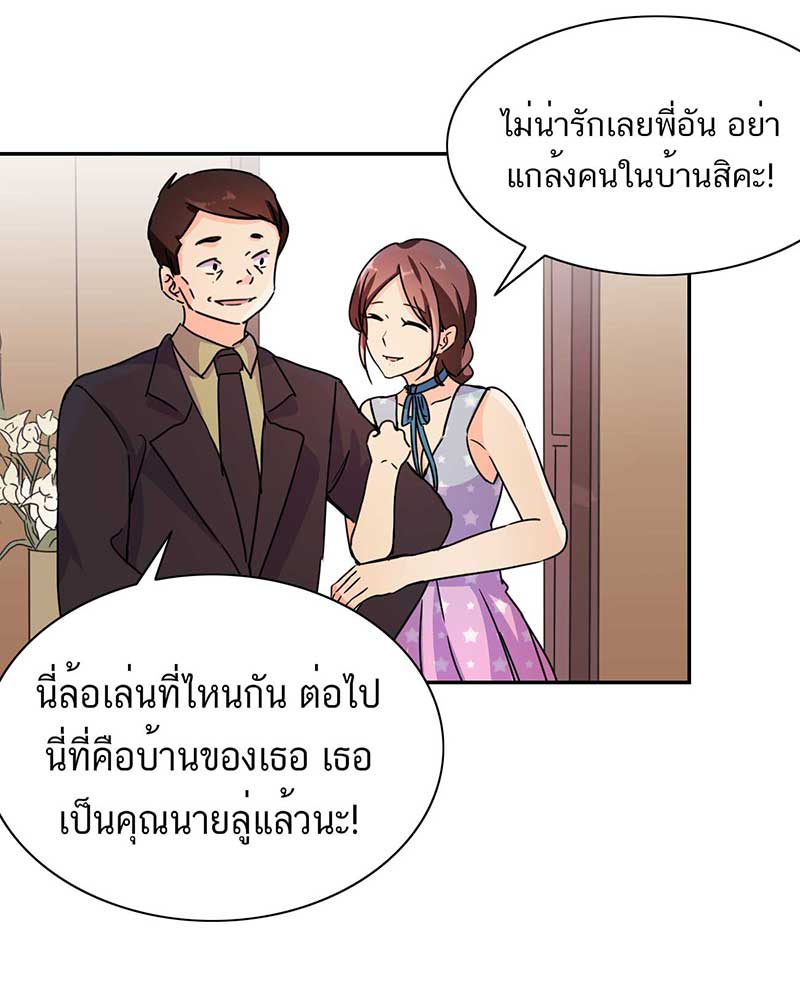 ไม่น่ารักเลยพี่อัน อย่า
แกล้งคนในบ้านสิคะ!
นี่ล้อเล่นที่ไหนกัน ต่อไป
นี่ที่คือบ้านของเธอ เธอ
เป็นคุณนายลู่แล้วนะ!